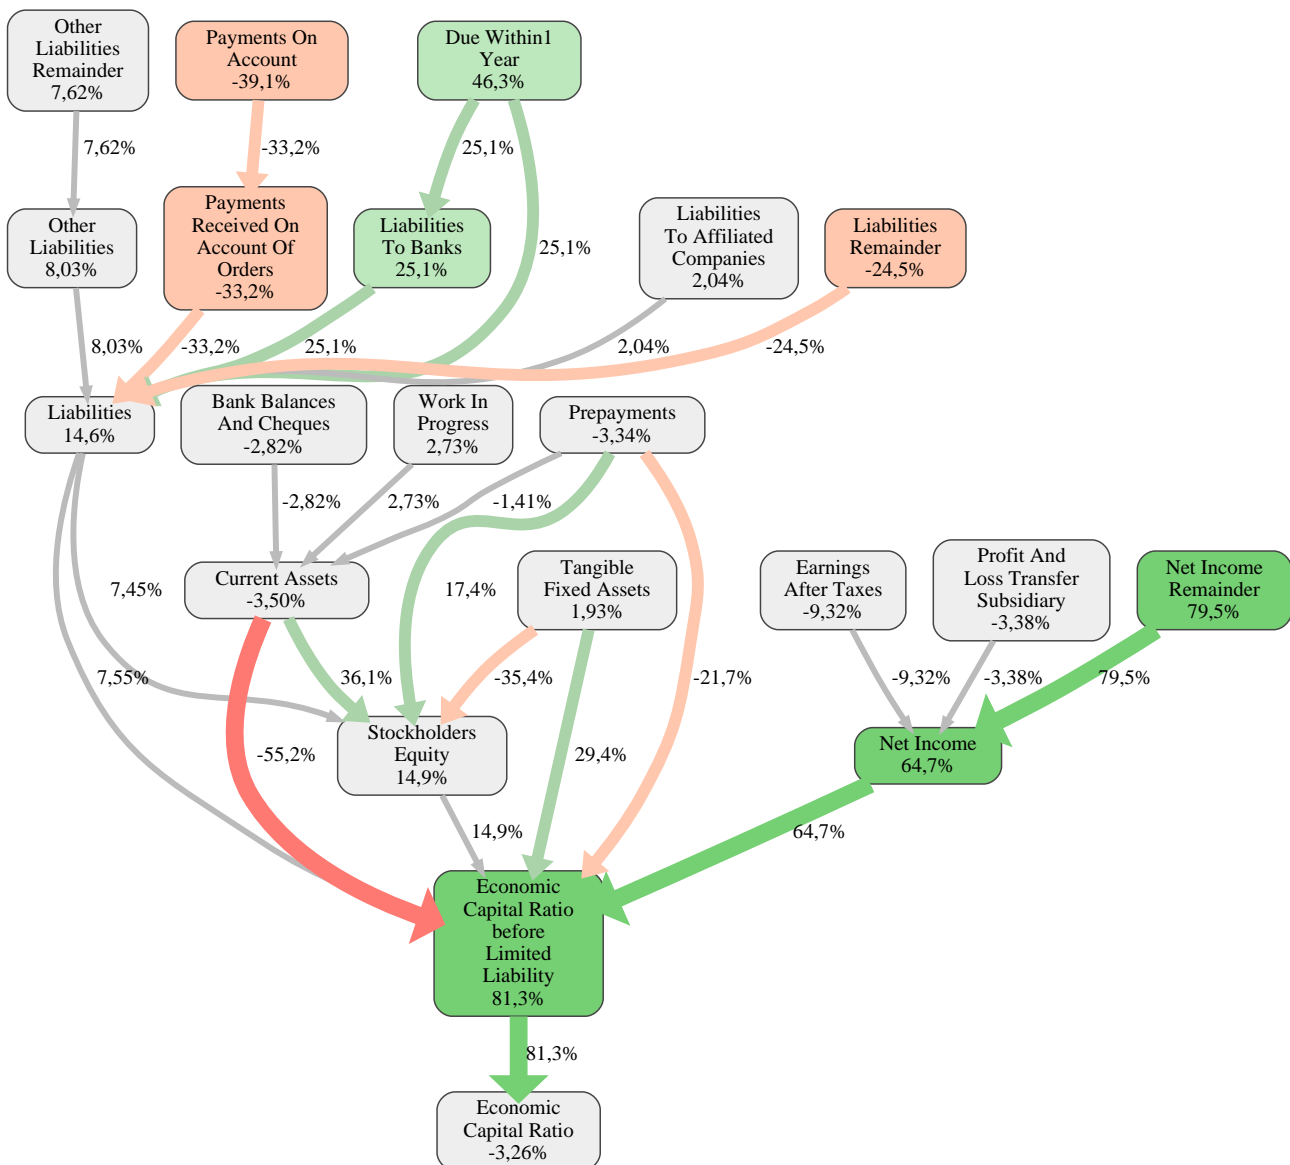 Other
Liabilities
Remainder
7,62%
Payments On
Account
-39,1%
Due Within1
Year
46,3%
7,62%
-33,2%
25,1%
25,1%
Other
Liabilities
8,03%
Payments
Received On
Account Of
Orders
-33,2%
Liabilities
To Banks
25,1%
Liabilities
To Affiliated
Companies
2,04%
Liabilities
Remainder
-24,5%
8,03%
-33,2%
25,1%
2,04%
-24,5%
Liabilities
14,6%
Bank Balances
And Cheques
-2,82%
Work In
Progress
2,73%
Prepayments
-3,34%
-2,82%
2,73%
-1,41%
Current Assets
-3,50%
Tangible
Fixed Assets
1,93%
Earnings
After Taxes
-9,32%
Profit And
Loss Transfer
Subsidiary
-3,38%
Net Income
Remainder
79,5%
7,45%
17,4%
7,55%
36,1%
-35,4%
-21,7%
-9,32%
-3,38%
79,5%
Stockholders
Equity
14,9%
Net Income
64,7%
-55,2%
29,4%
14,9%
64,7%
Economic
Capital Ratio
before
Limited
Liability
81,3%
81,3%
Economic
Capital Ratio
-3,26%